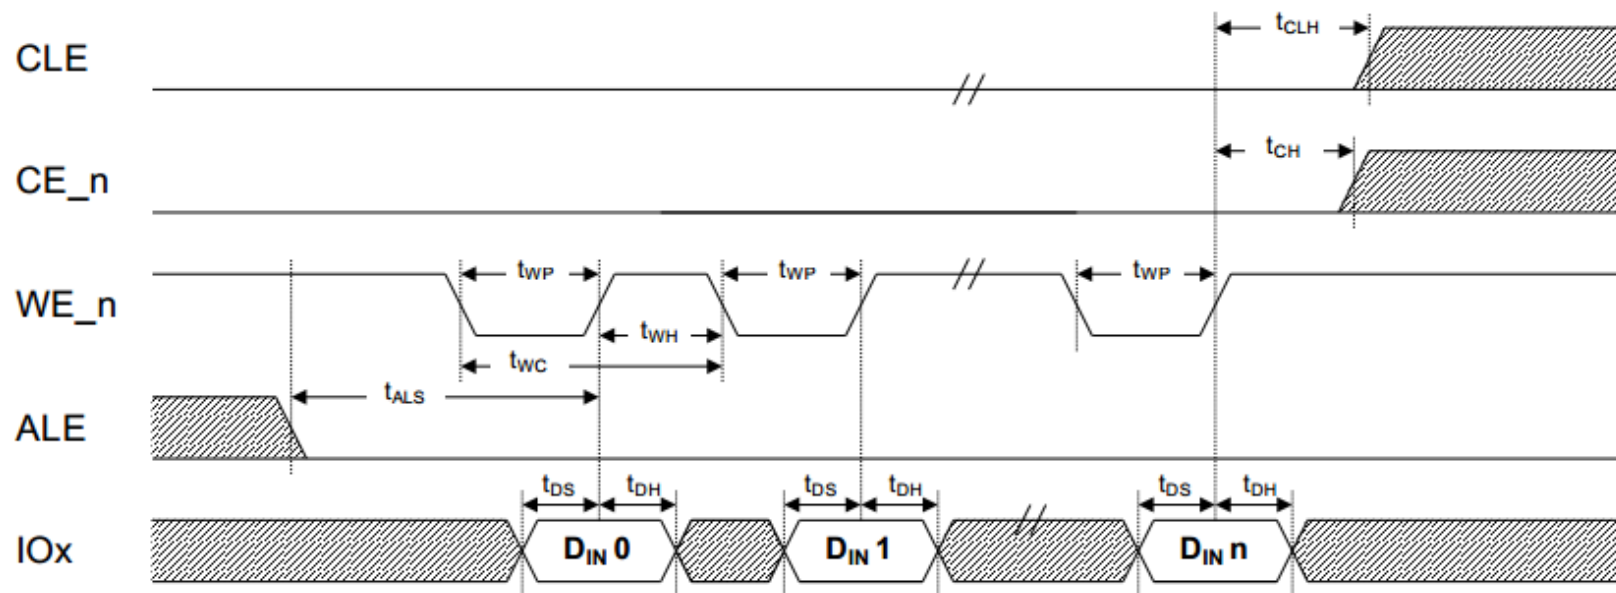 CLE tCLH
CE_n tCH
WE_n tWP tWP tWP
tWH
tWC
ALE tALS
tDS tDH tDS tDH tDS tDH
IOx DIN 0 DIN 1 DIN n